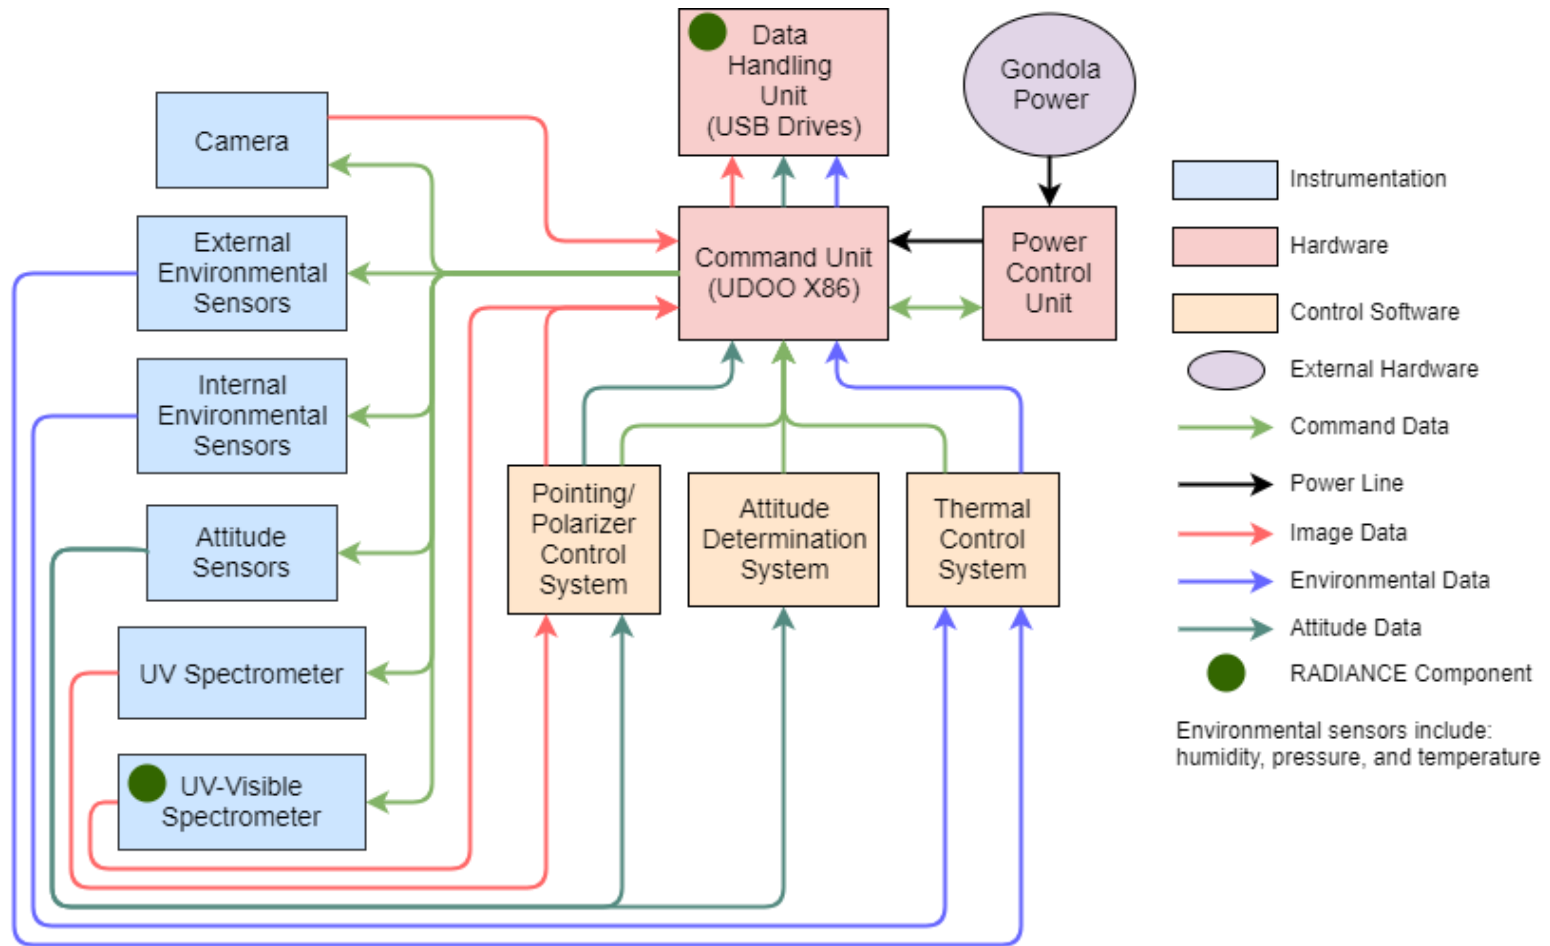 Data
Handling
Unit
(USB Drives)
Gondola
Power
Camera
External
Environmental
Sensors
Command Unit
(UDOO X86)
Power
Control
Unit
Internal
Environmental
Sensors
Attitude
Sensors
Pointing/
Polarizer
Control
System
Attitude
Determination
System
Thermal
Control
System
UV Spectrometer
UV-Visible
Spectrometer
Instrumentation
Hardware
Control Software
External Hardware
Command Data
Power Line
Image Data
Environmental Data
Attitude Data
RADIANCE Component
Environmental sensors include:
humidity, pressure, and temperature